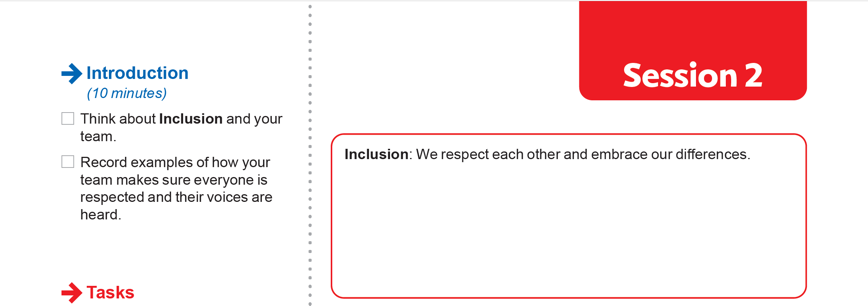 Introduction
(10 minutes)
Think about Inclusion and your
team.
Record examples of how your
team makes sure everyone is
respected and their voices are
heard.
Tasks
Session 2
Inclusion: We respect each other and embrace our differences.